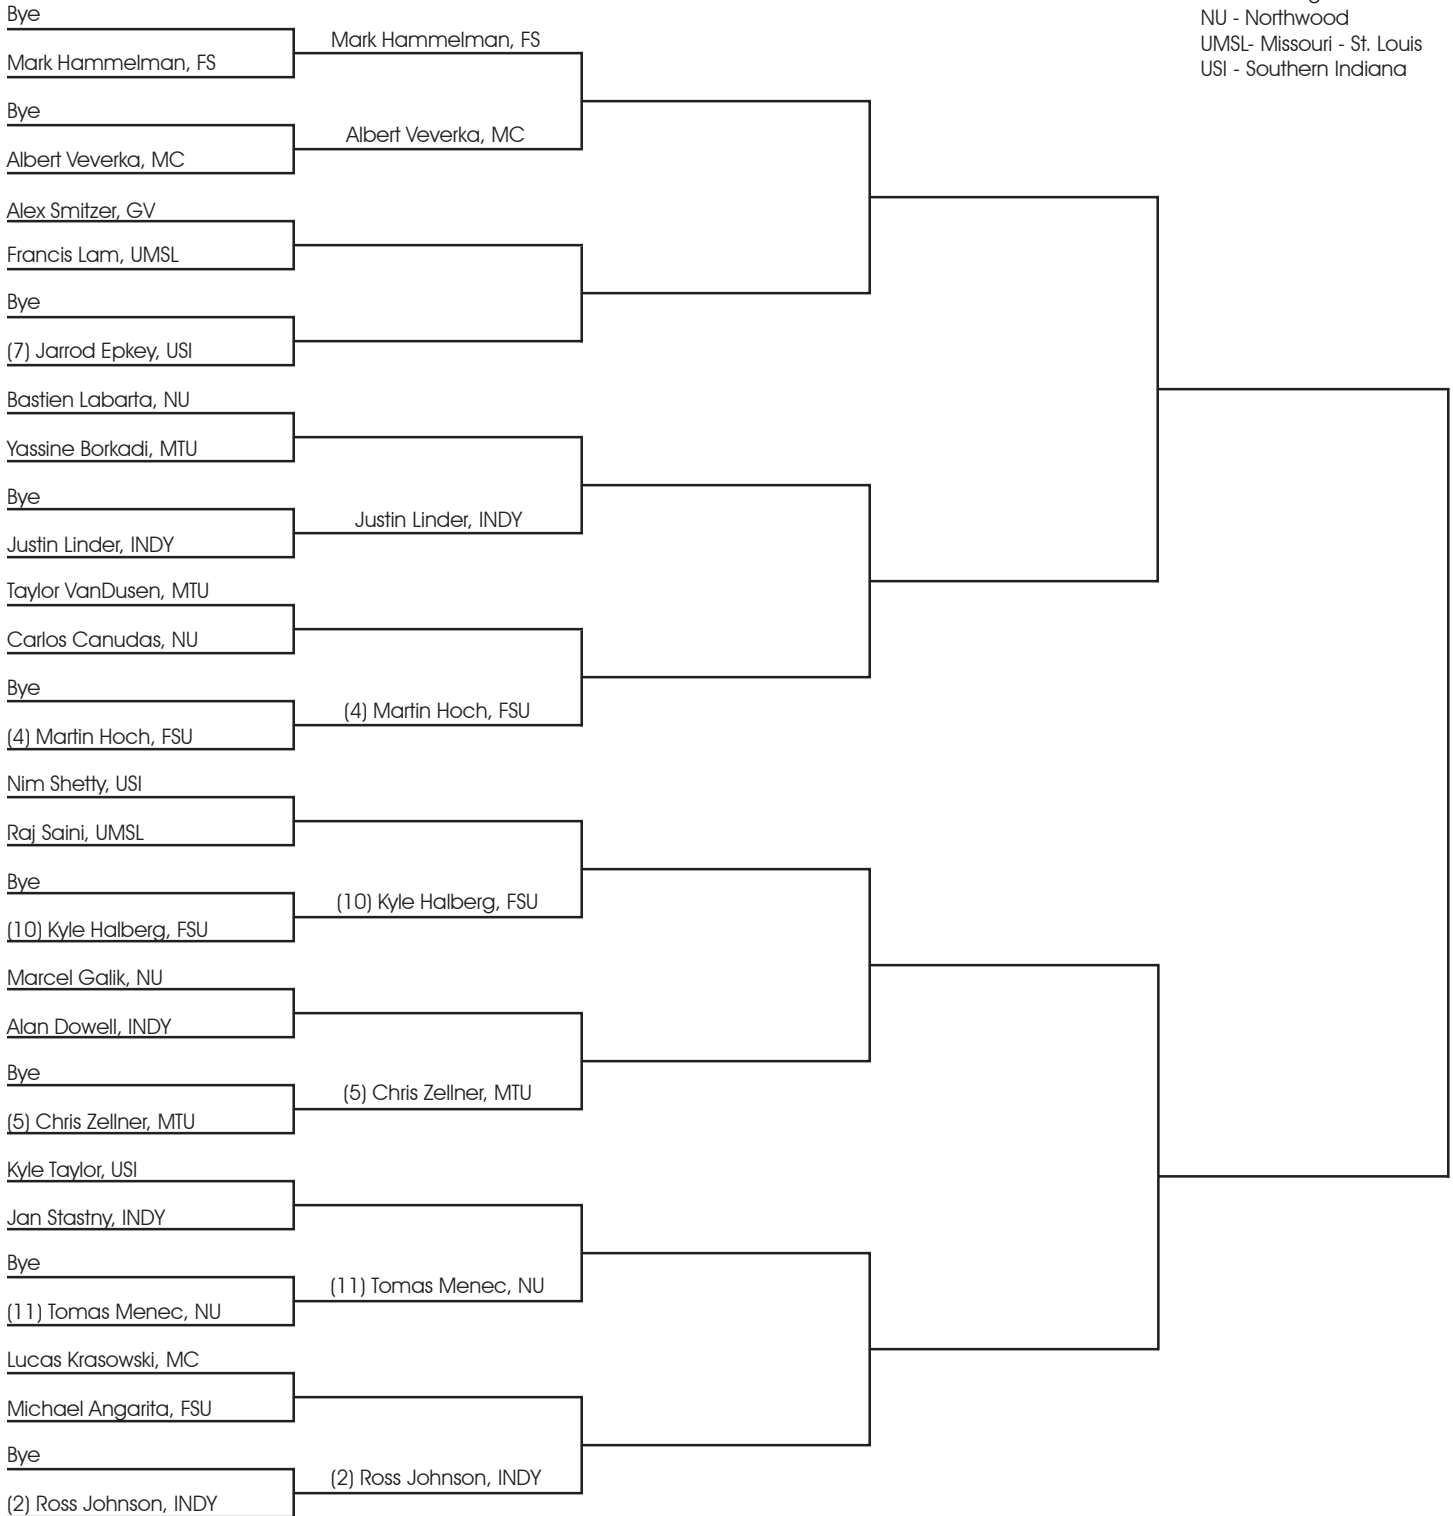 NU - Northwood
UMSL- Missouri - St. Louis
USI - Southern Indiana
Bye
Mark Hammelman, FS
Mark Hammelman, FS
Bye
Albert Veverka, MC
Albert Veverka, MC
Alex Smitzer, GV
Francis Lam, UMSL
Bye
(7) Jarrod Epkey, USI
Bastien Labarta, NU
Yassine Borkadi, MTU
Bye
Justin Linder, INDY
Justin Linder, INDY
Taylor VanDusen, MTU
Carlos Canudas, NU
Bye
(4) Martin Hoch, FSU
(4) Martin Hoch, FSU
Nim Shetty, USI
Raj Saini, UMSL
Bye
(10) Kyle Halberg, FSU
(10) Kyle Halberg, FSU
Marcel Galik, NU
Alan Dowell, INDY
Bye
(5) Chris Zellner, MTU
(5) Chris Zellner, MTU
Kyle Taylor, USI
Jan Stastny, INDY
Bye
(11) Tomas Menec, NU
(11) Tomas Menec, NU
Lucas Krasowski, MC
Michael Angarita, FSU
Bye
(2) Ross Johnson, INDY
(2) Ross Johnson, INDY